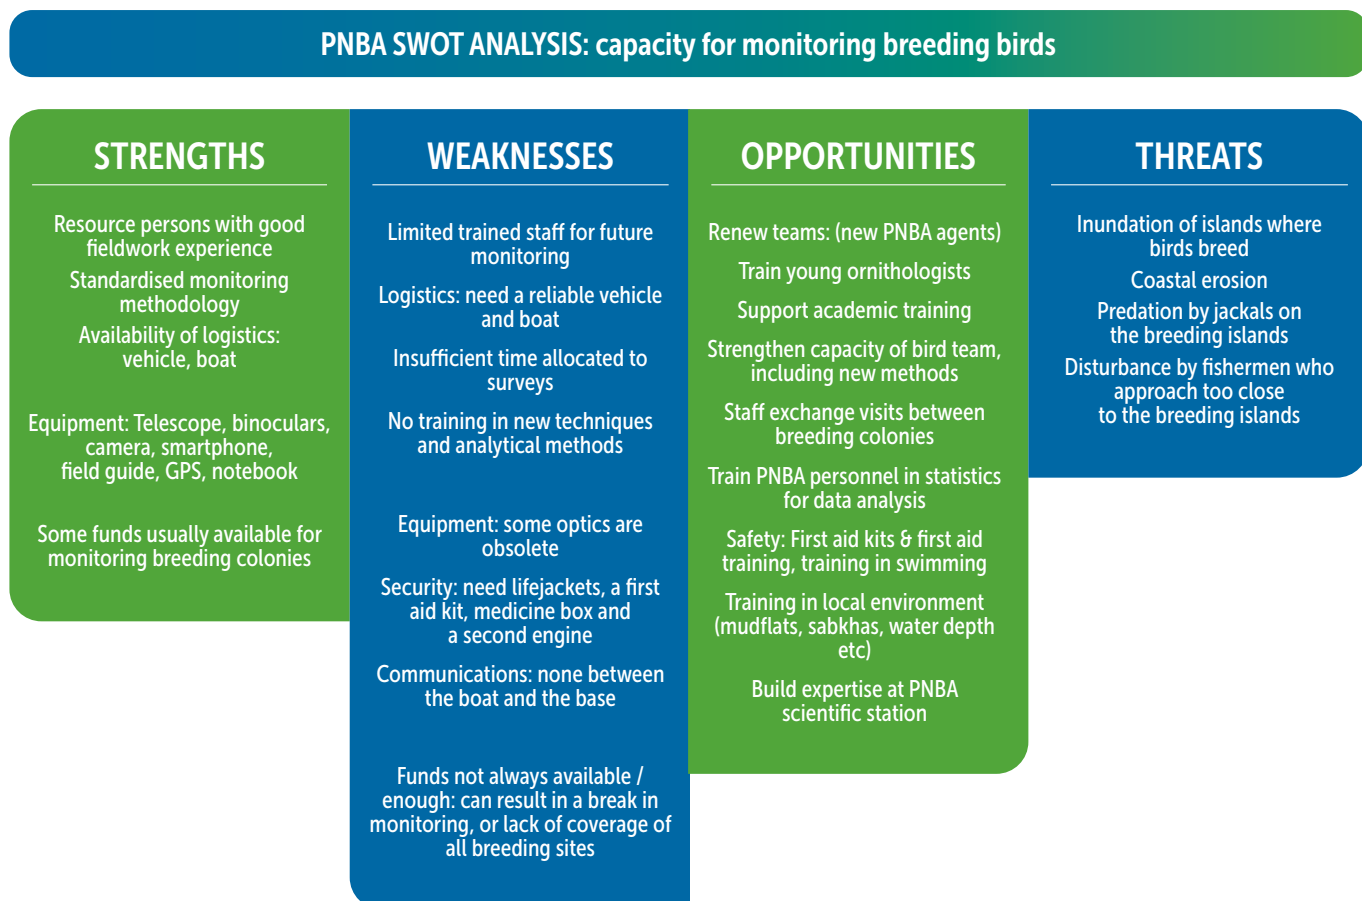 PNBA SWOT ANALYSIS: capacity for monitoring breeding birds
STRENGTHS
Resource persons with good
fieldwork experience
Standardised monitoring
methodology
Availability of logistics:
vehicle, boat
Equipment: Telescope, binoculars,
camera, smartphone,
field guide, GPS, notebook
Some funds usually available for
monitoring breeding colonies
WEAKNESSES
Limited trained staff for future
monitoring
Logistics: need a reliable vehicle
and boat
Insufficient time allocated to
surveys
No training in new techniques
and analytical methods
Equipment: some optics are
obsolete
Security: need lifejackets, a first
aid kit, medicine box and
a second engine
Communications: none between
the boat and the base
Funds not always available /
enough: can result in a break in
monitoring, or lack of coverage of
all breeding sites
OPPORTUNITIES
Renew teams: (new PNBA agents)
Train young ornithologists
Support academic training
Strengthen capacity of bird team,
including new methods
Staff exchange visits between
breeding colonies
Train PNBA personnel in statistics
for data analysis
Safety: First aid kits & first aid
training, training in swimming
Training in local environment
(mudflats, sabkhas, water depth
etc)
Build expertise at PNBA
scientific station
THREATS
Inundation of islands where
birds breed
Coastal erosion
Predation by jackals on
the breeding islands
Disturbance by fishermen who
approach too close
to the breeding islands